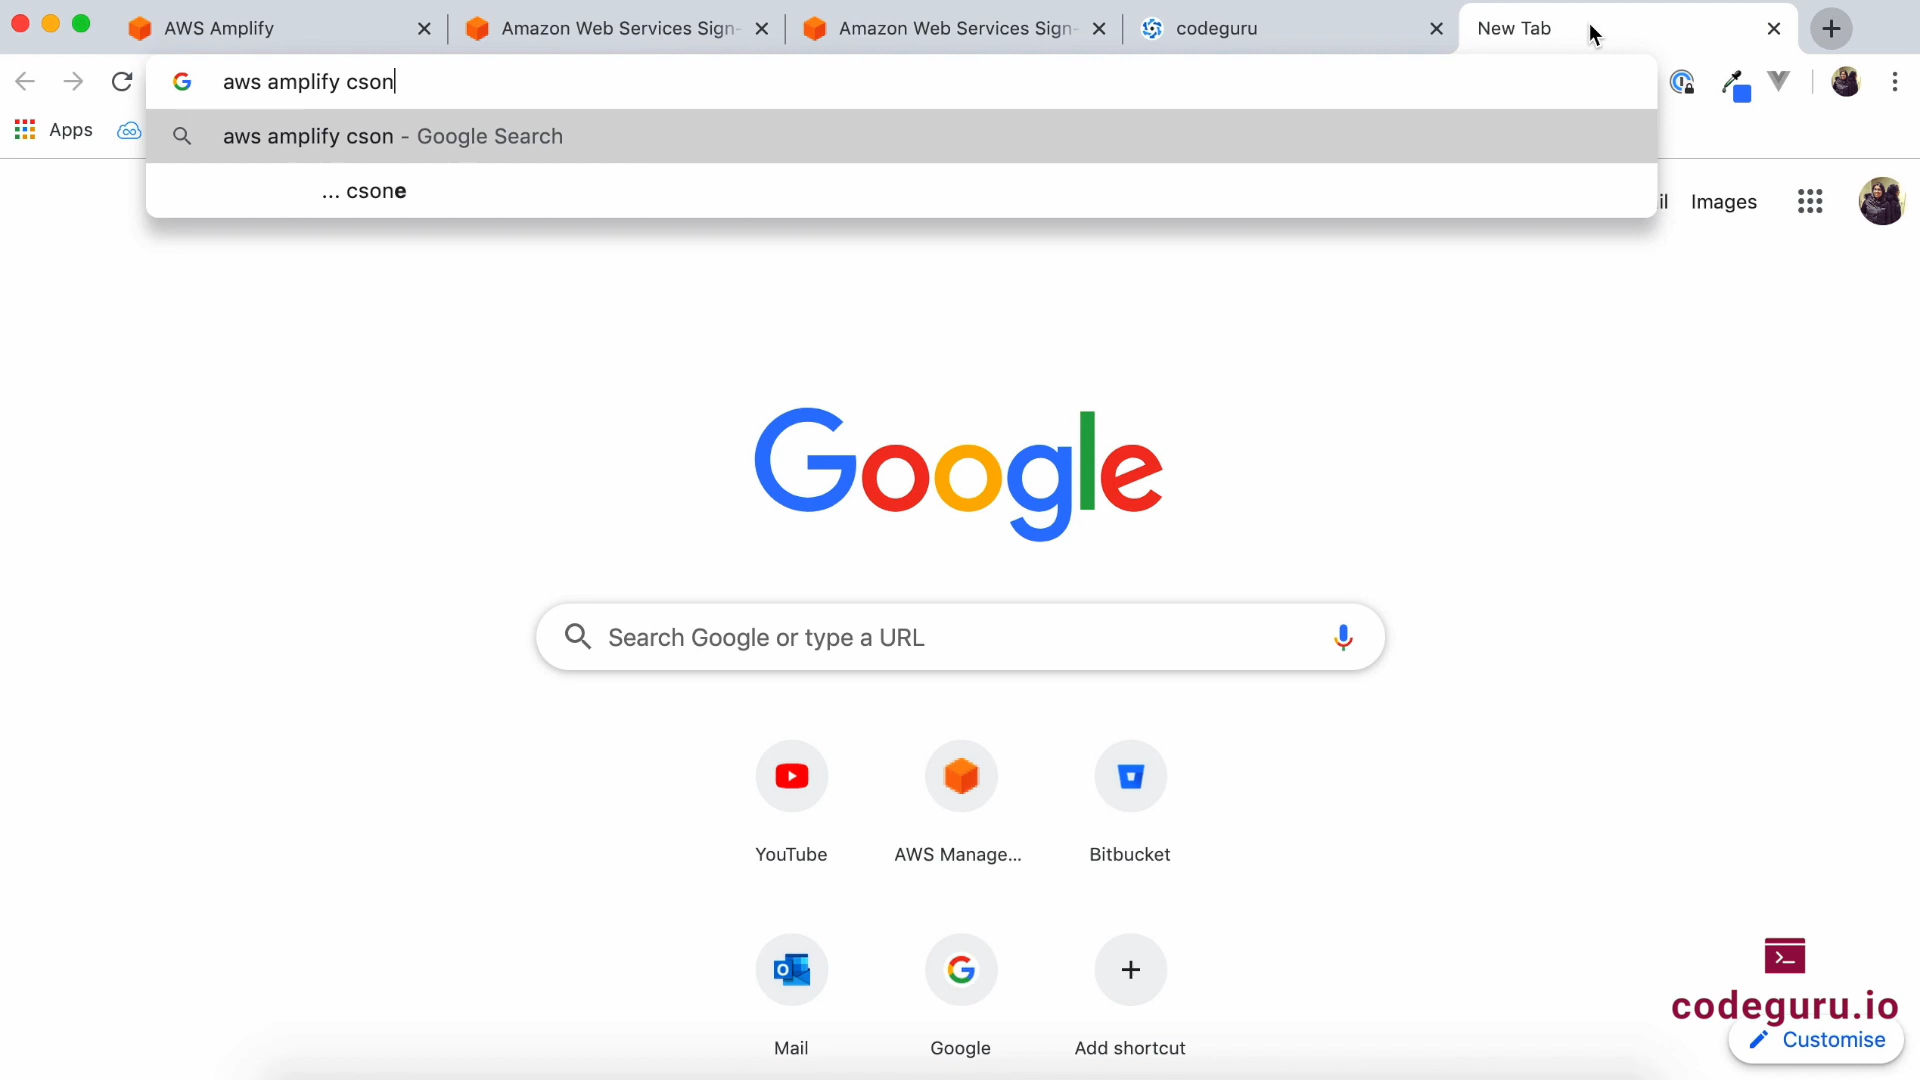 AWS Amplify
Amazon Web Services Sign-
Amazon Web Services Sign-
codeguru
New Tab
aws amplify cson
Apps
aws amplify cson - Google Search
... csone
il
Images
Google
Search Google or type a URL
YouTube
AWS Manage...
Bitbucket
Mail
Google
Add shortcut
codeguru.io
Customise